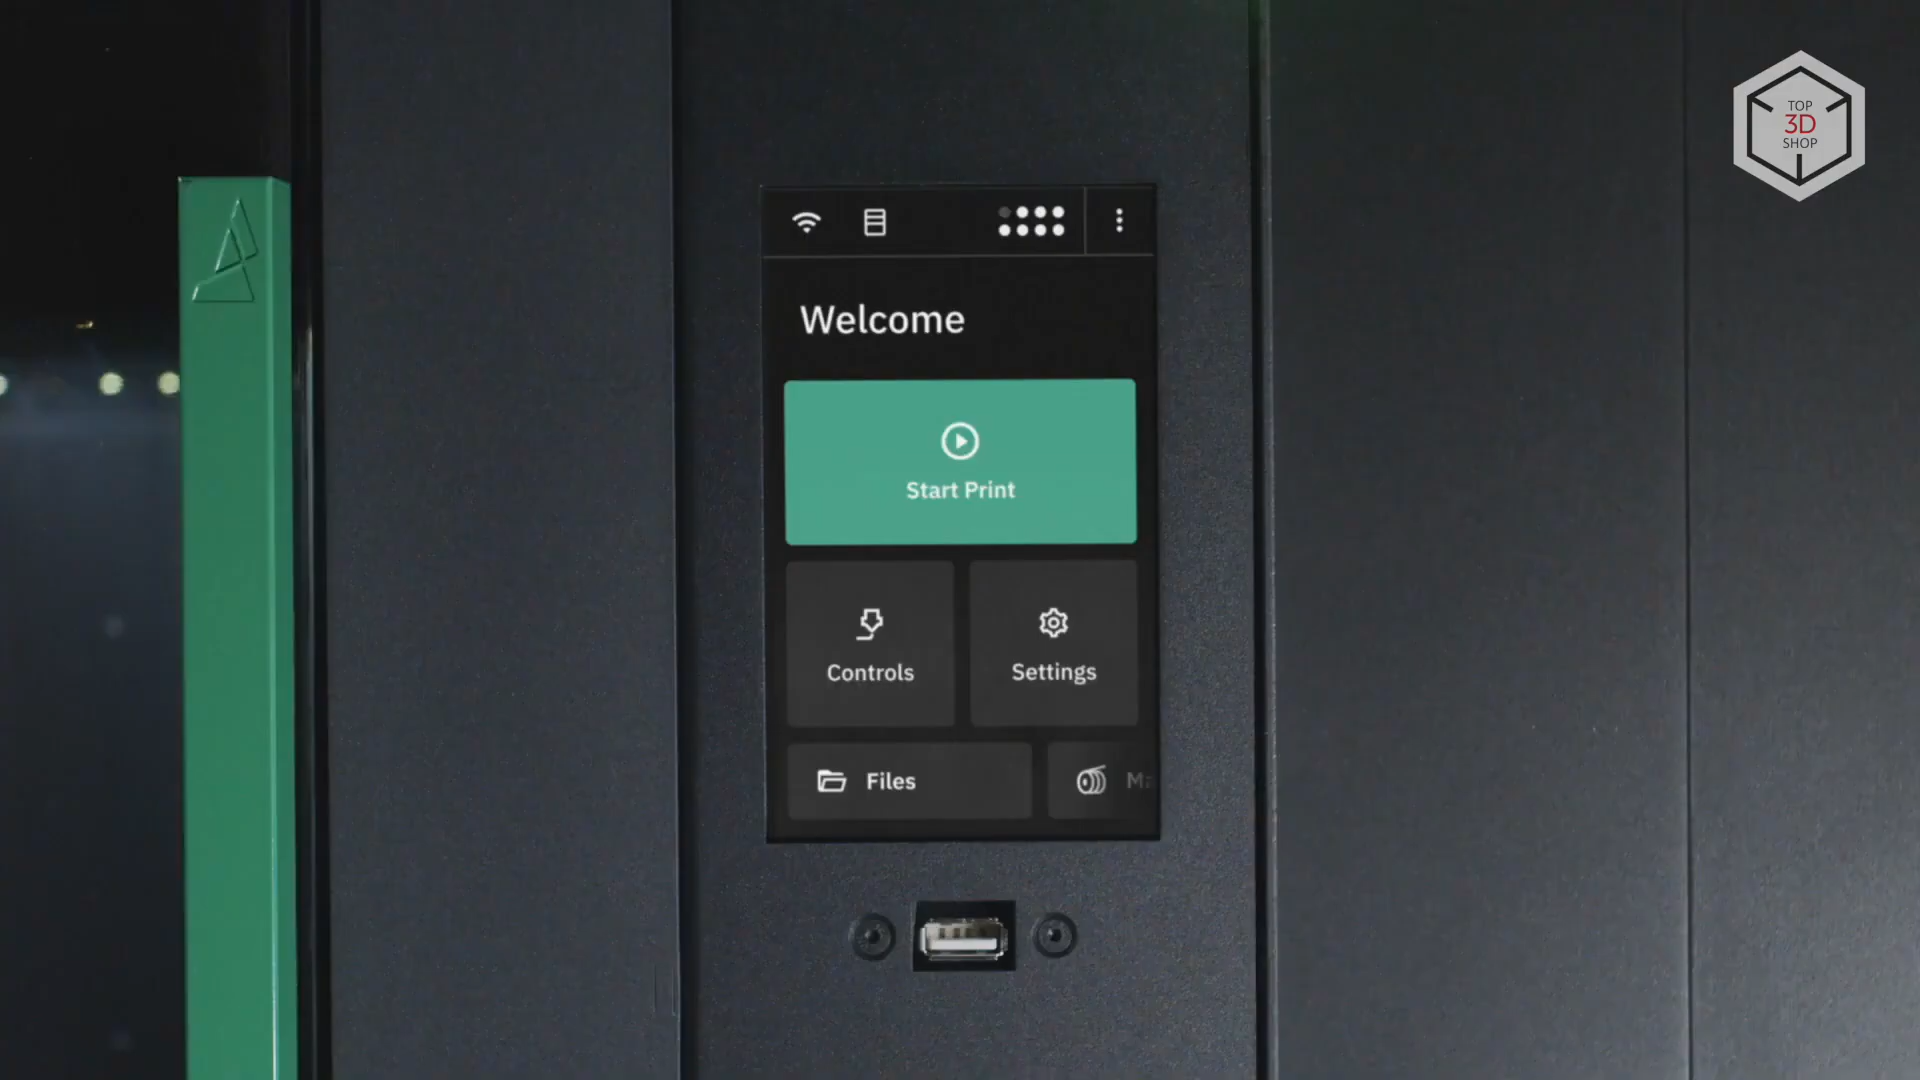 TOP
3D
SHOP
Welcome
Start Print
Controls
Settings
Files